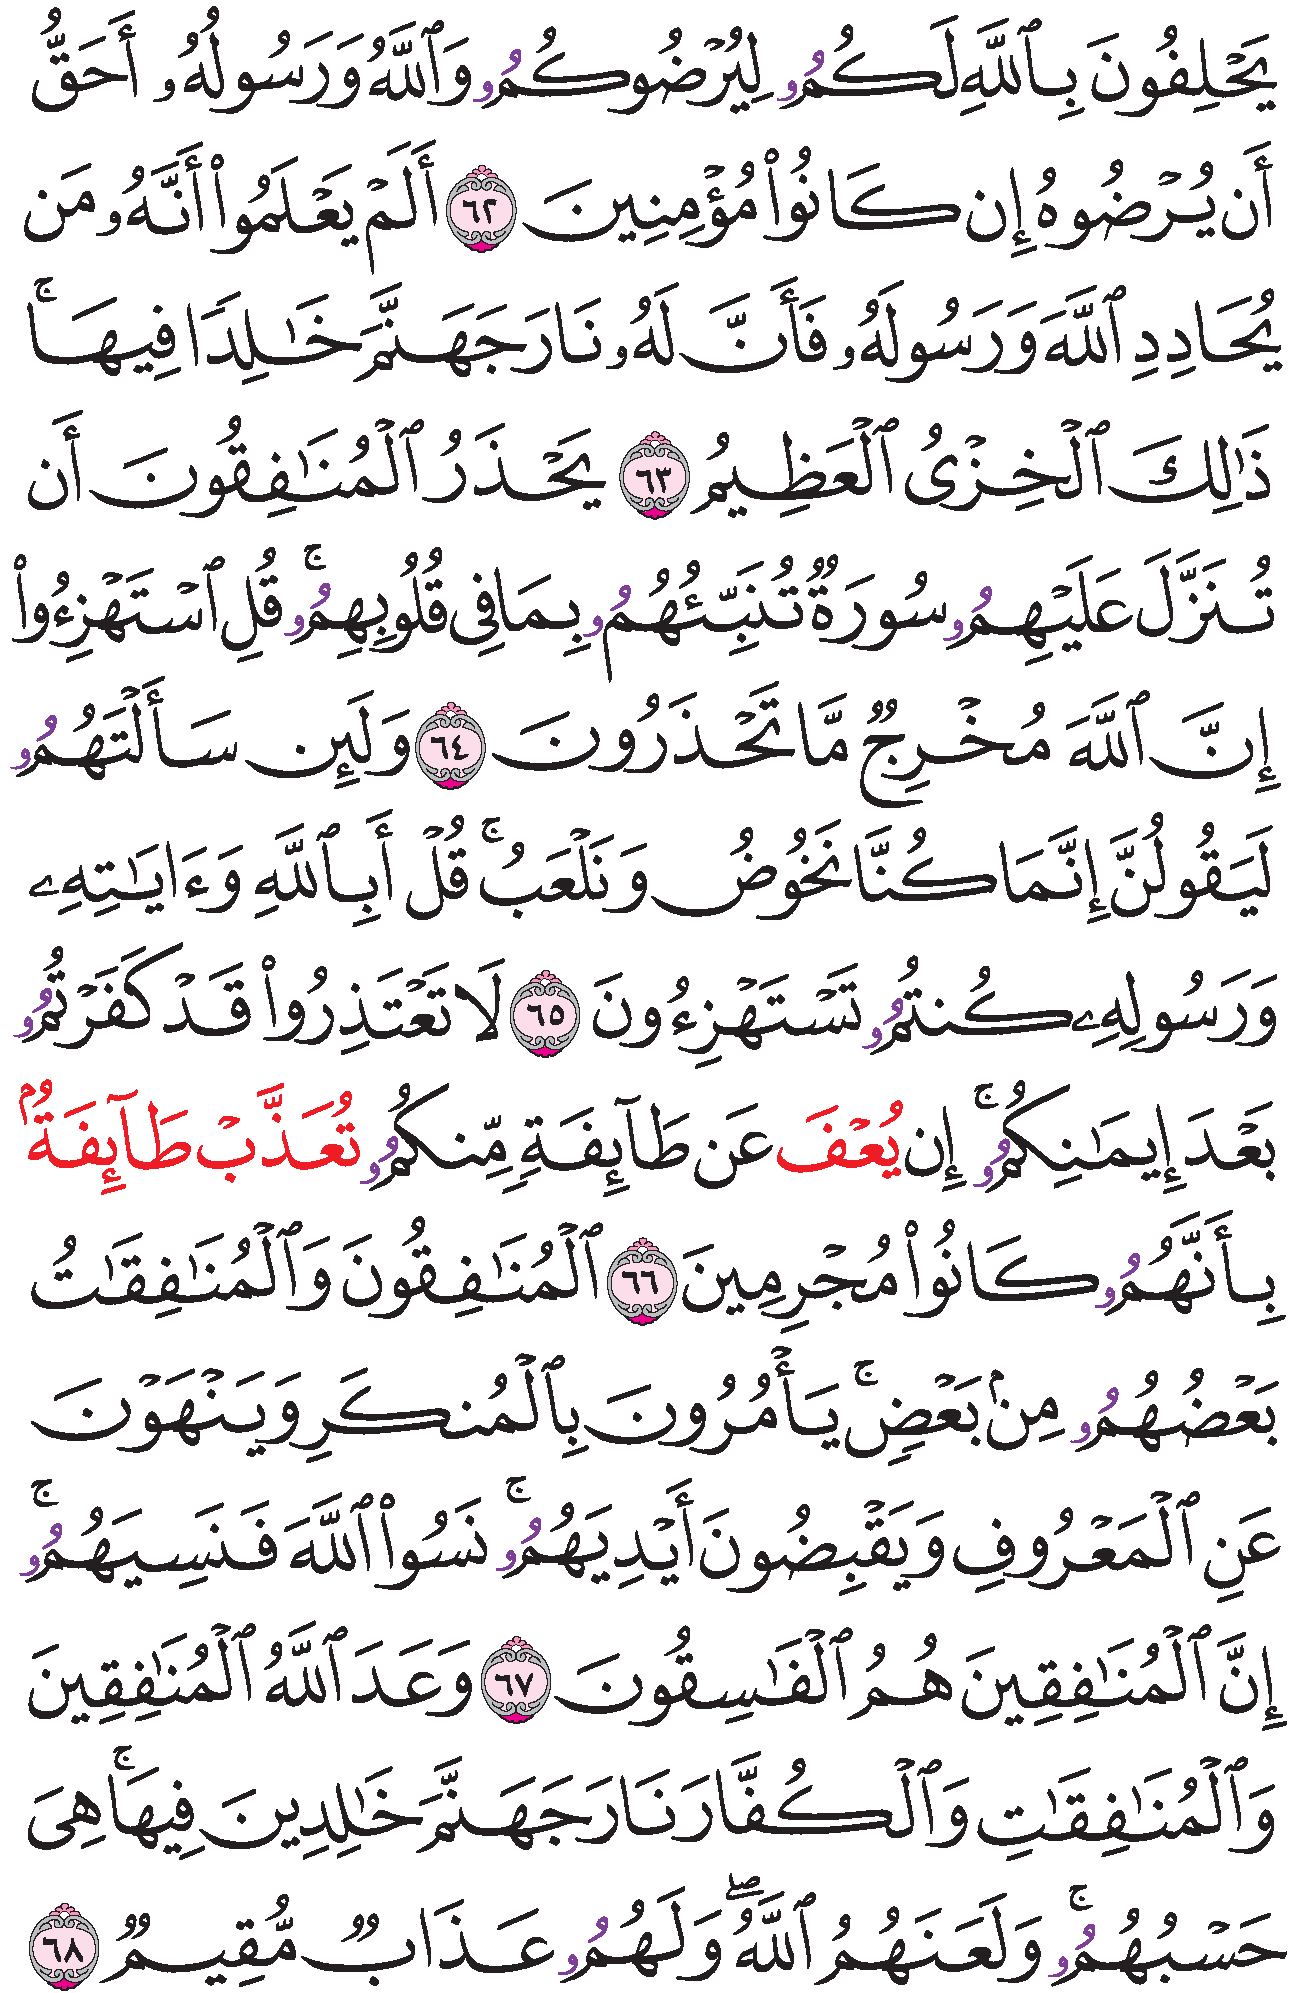 يَحۡلِفُونَ بِٱللَّهِ لَكُمُۥ لِيُرۡضُوكُمُۥ وَٱللَّهُ وَرَسُولُهُۥ أَحَقُّ
أَن يُرۡضُوهُ إِن كَانُواْ مُؤۡمِنِينَ ٦٢ أَلَمۡ يَعۡلَمُواْ أَنَّهُۥ مَن
يُحَادِدِ ٱللَّهَ وَرَسُولَهُۥ فَأَنَّ لَهُۥ نَارَ جَهَنَّمَ خَٰلِدٗا فِيهَاۚ
ذَٰلِكَ ٱلۡخِزۡيُ ٱلۡعَظِيمُ ٦٣ يَحۡذَرُ ٱلۡمُنَٰفِقُونَ أَن
تُنَزَّلَ عَلَيۡهِمُۥ سُورَةٞ تُنَبِّئُهُمُۥ بِمَا فِي قُلُوبِهِمُۥۚ قُلِ ٱسۡتَهۡزِءُواْ
إِنَّ ٱللَّهَ مُخۡرِجٞ مَّا تَحۡذَرُونَ ٦٤ وَلَئِن سَأَلۡتَهُمُۥ
لَيَقُولُنَّ إِنَّمَا كُنَّا نَخُوضُ وَنَلۡعَبُۚ قُلۡ أَبِٱللَّهِ وَءَايَٰتِهِۦ
وَرَسُولِهِۦ كُنتُمُۥ تَسۡتَهۡزِءُونَ ٦٥ لَا تَعۡتَذِرُواْ قَدۡ كَفَرۡتُمُۥ
بَعۡدَ إِيمَٰنِكُمُۥۚ إِن يُعۡفَ عَن طَآئِفَةٖ مِّنكُمُۥ تُعَذَّبۡ طَآئِفَةُۢ
بِأَنَّهُمُۥ كَانُواْ مُجۡرِمِينَ ٦٦ ٱلۡمُنَٰفِقُونَ وَٱلۡمُنَٰفِقَٰتُ
بَعۡضُهُمُۥ مِنۢ بَعۡضٖۚ يَأۡمُرُونَ بِٱلۡمُنكَرِ وَيَنۡهَوۡنَ
عَنِ ٱلۡمَعۡرُوفِ وَيَقۡبِضُونَ أَيۡدِيَهُمُۥۚ نَسُواْ ٱللَّهَ فَنَسِيَهُمُۥۚ
إِنَّ ٱلۡمُنَٰفِقِينَ هُمُ ٱلۡفَٰسِقُونَ ٦٧ وَعَدَ ٱللَّهُ ٱلۡمُنَٰفِقِينَ
وَٱلۡمُنَٰفِقَٰتِ وَٱلۡكُفَّارَ نَارَ جَهَنَّمَ خَٰلِدِينَ فِيهَاۚ هِيَ
حَسۡبُهُمُۥۚ وَلَعَنَهُمُ ٱللَّهُۖ وَلَهُمُۥ عَذَابٞ مُّقِيمٞ ٦٨